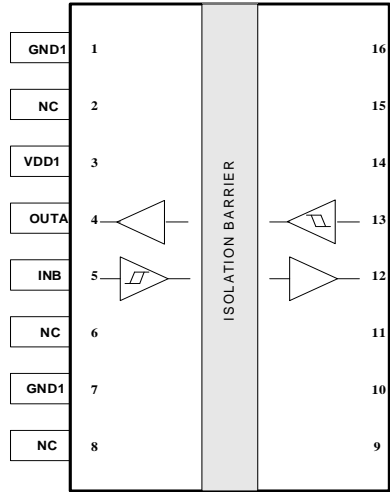 GND1 1 16
NC 2 15
VDD1 3 14
OUTA 4 13
INB 5 12
NC 6 11
GND1 7 10
NC 8 9
ISOLATION BARRIER